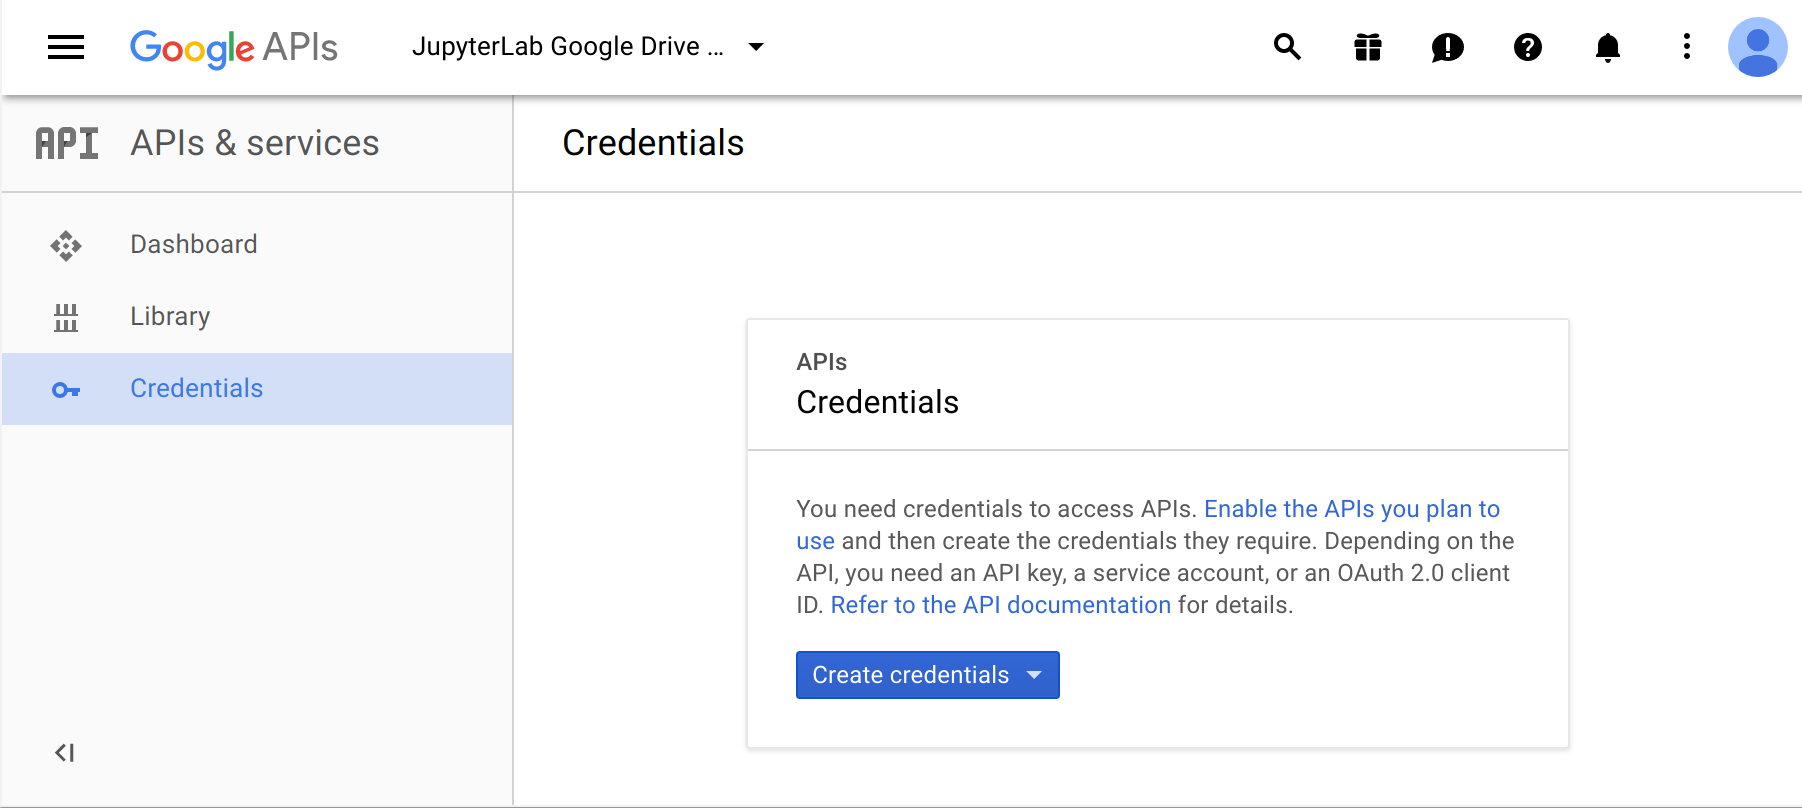 Google APIs
JupyterLab Google Drive ...
API
APIs & services
Credentials
Dashboard
Library
Credentials
APIs
Credentials
You need credentials to access APIs. Enable the APIs you plan to
use and then create the credentials they require. Depending on the
API, you need an API key, a service account, or an OAuth 2.0 client
ID. Refer to the API documentation for details.
Create credentials